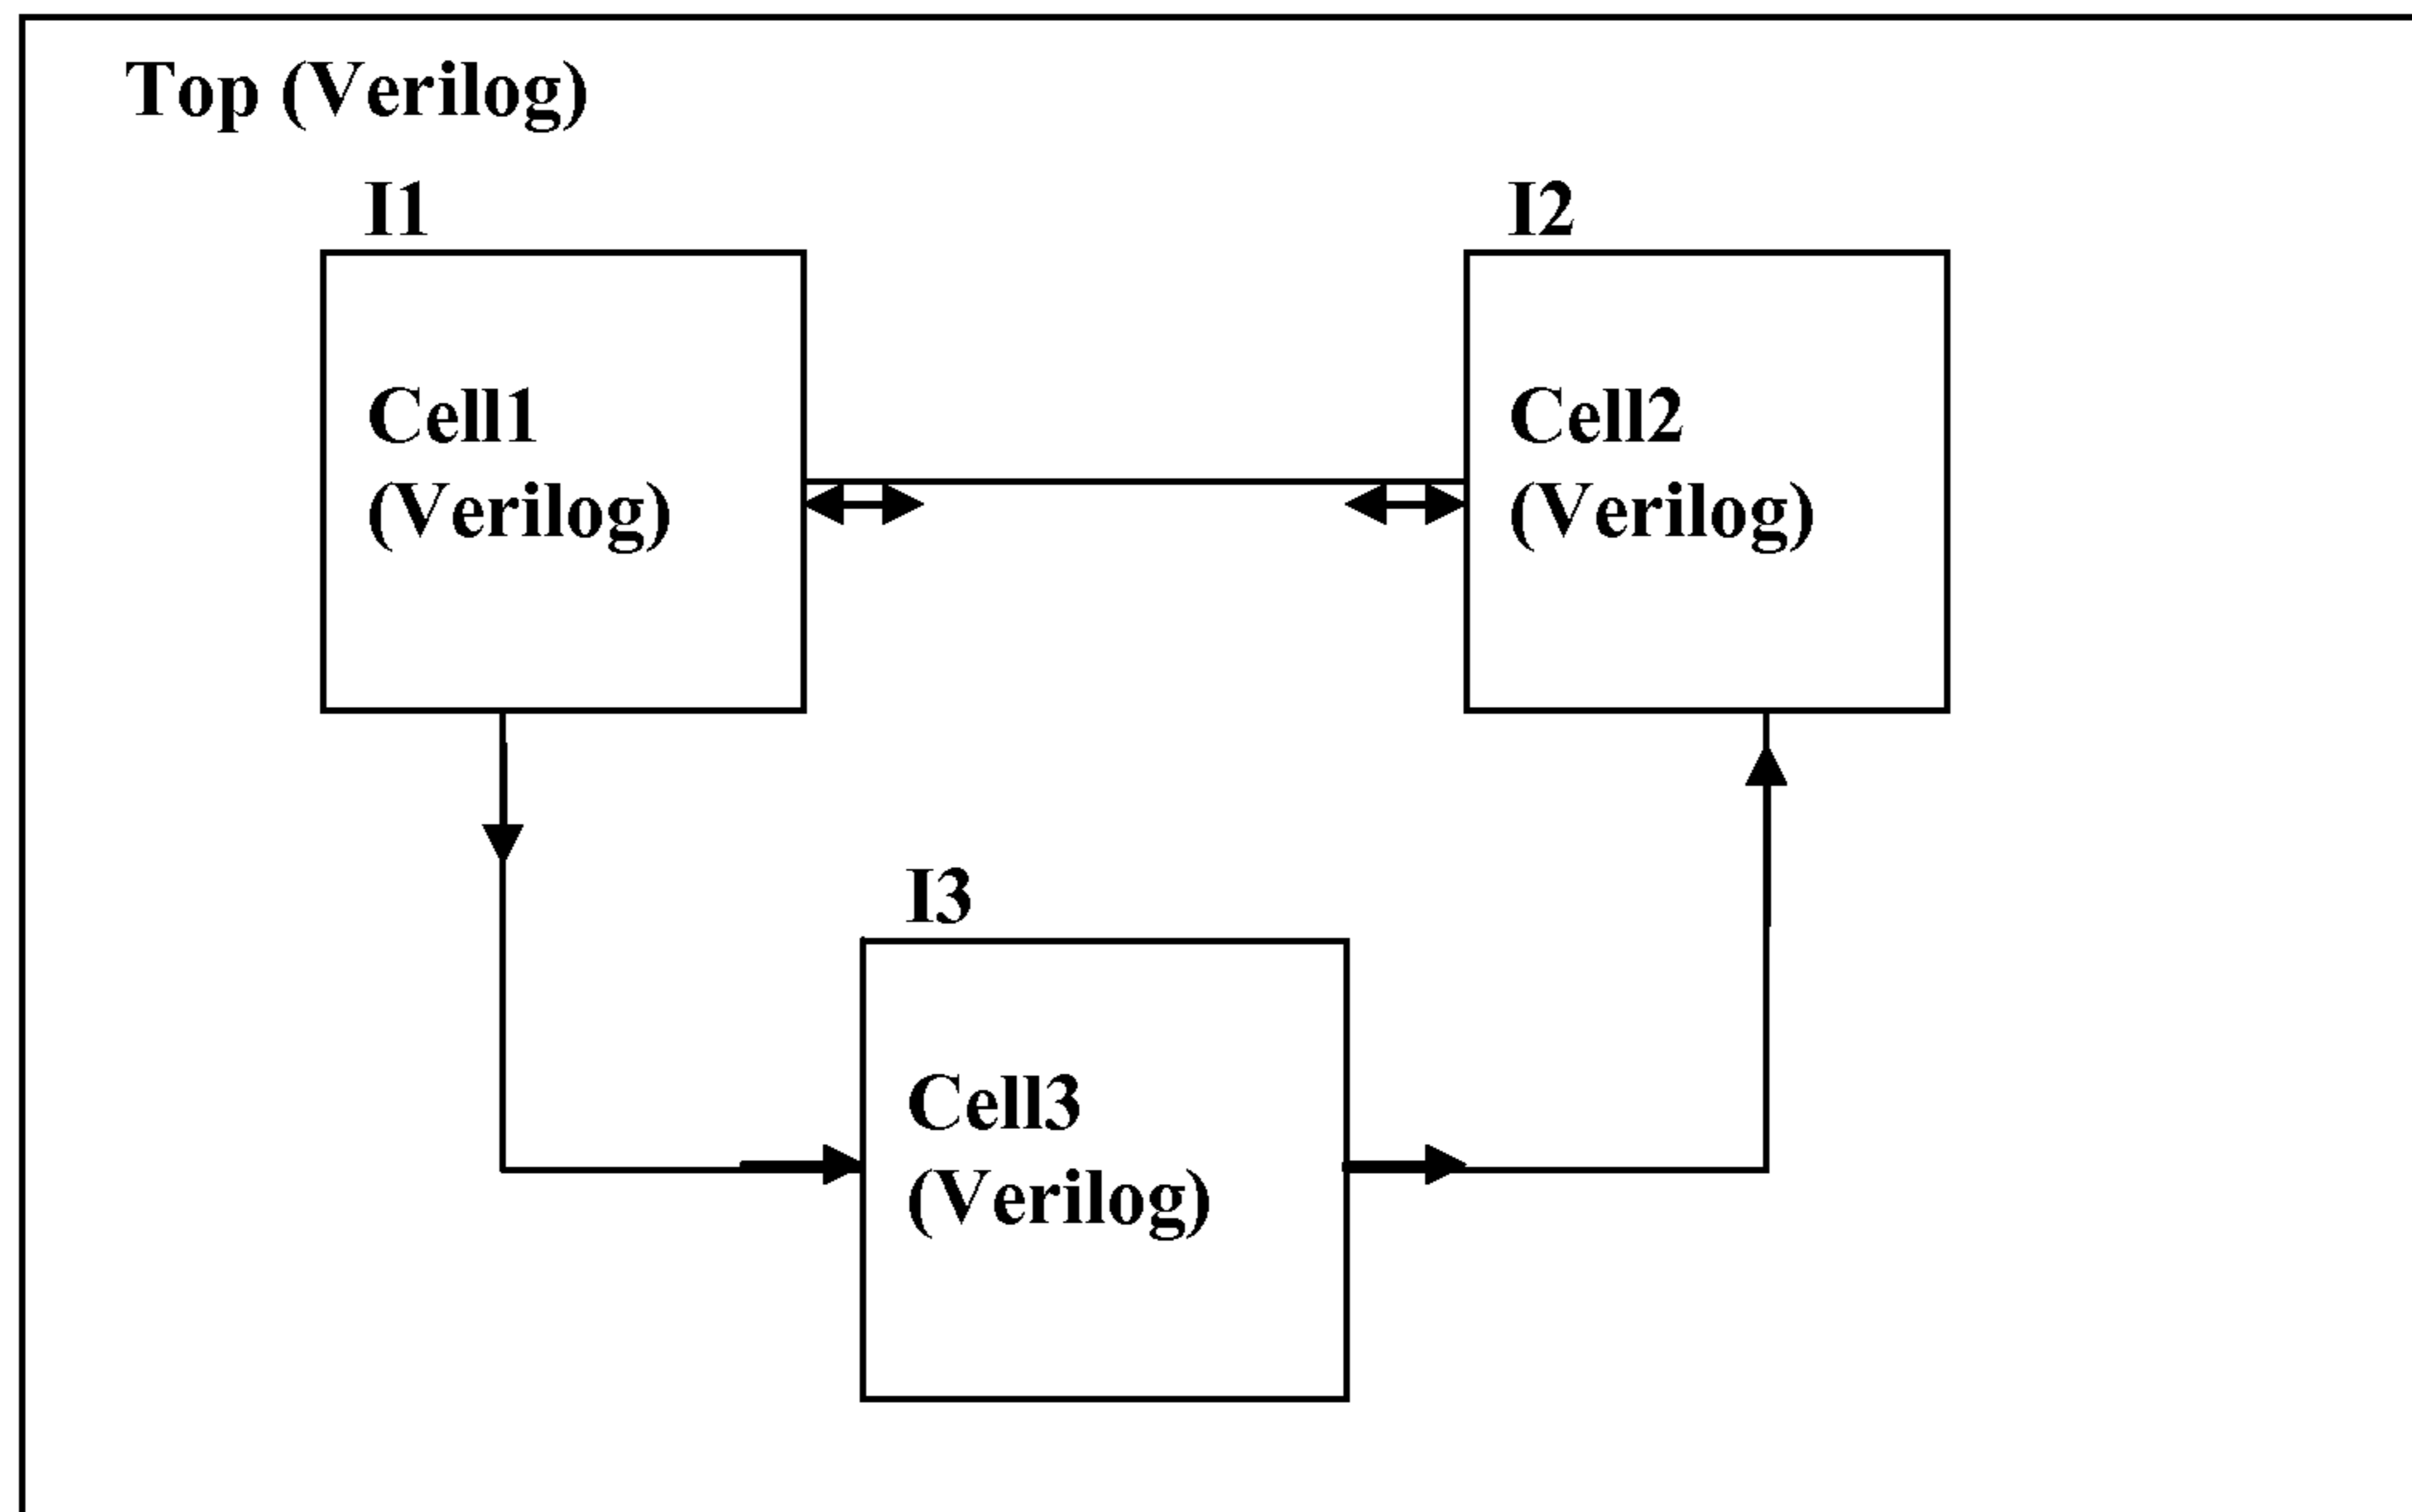 Top (Verilog)
I1
I2
Cell1
(Verilog)
Cell2
(Verilog)
I3
Cell3
(Verilog)